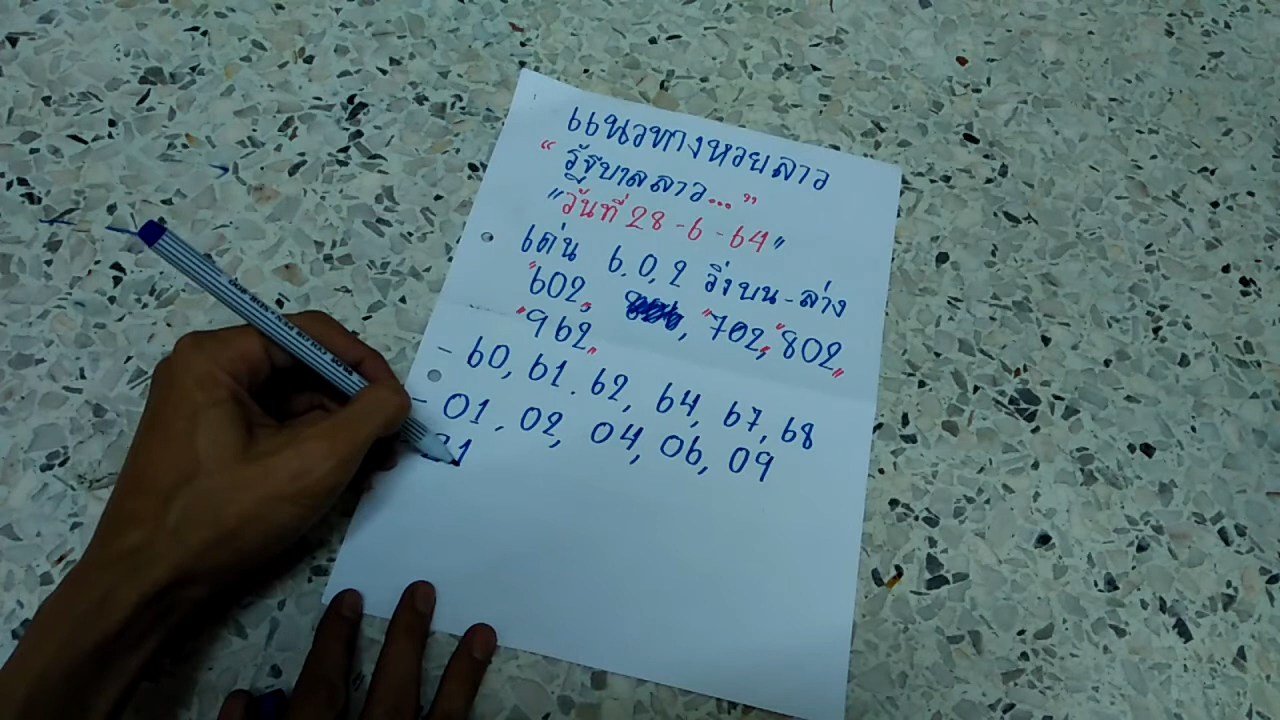 แนวทางหวยลาว
"รัฐบาลลาว..."
"วันที่ 28-6-64"
เด่น 6,0,2 วิ่งบน-ล่าง
"602" , "702", "802"
"962"
- 60, 61. 62, 64, 67, 68
- 01. 02, 04, 06, 09
21